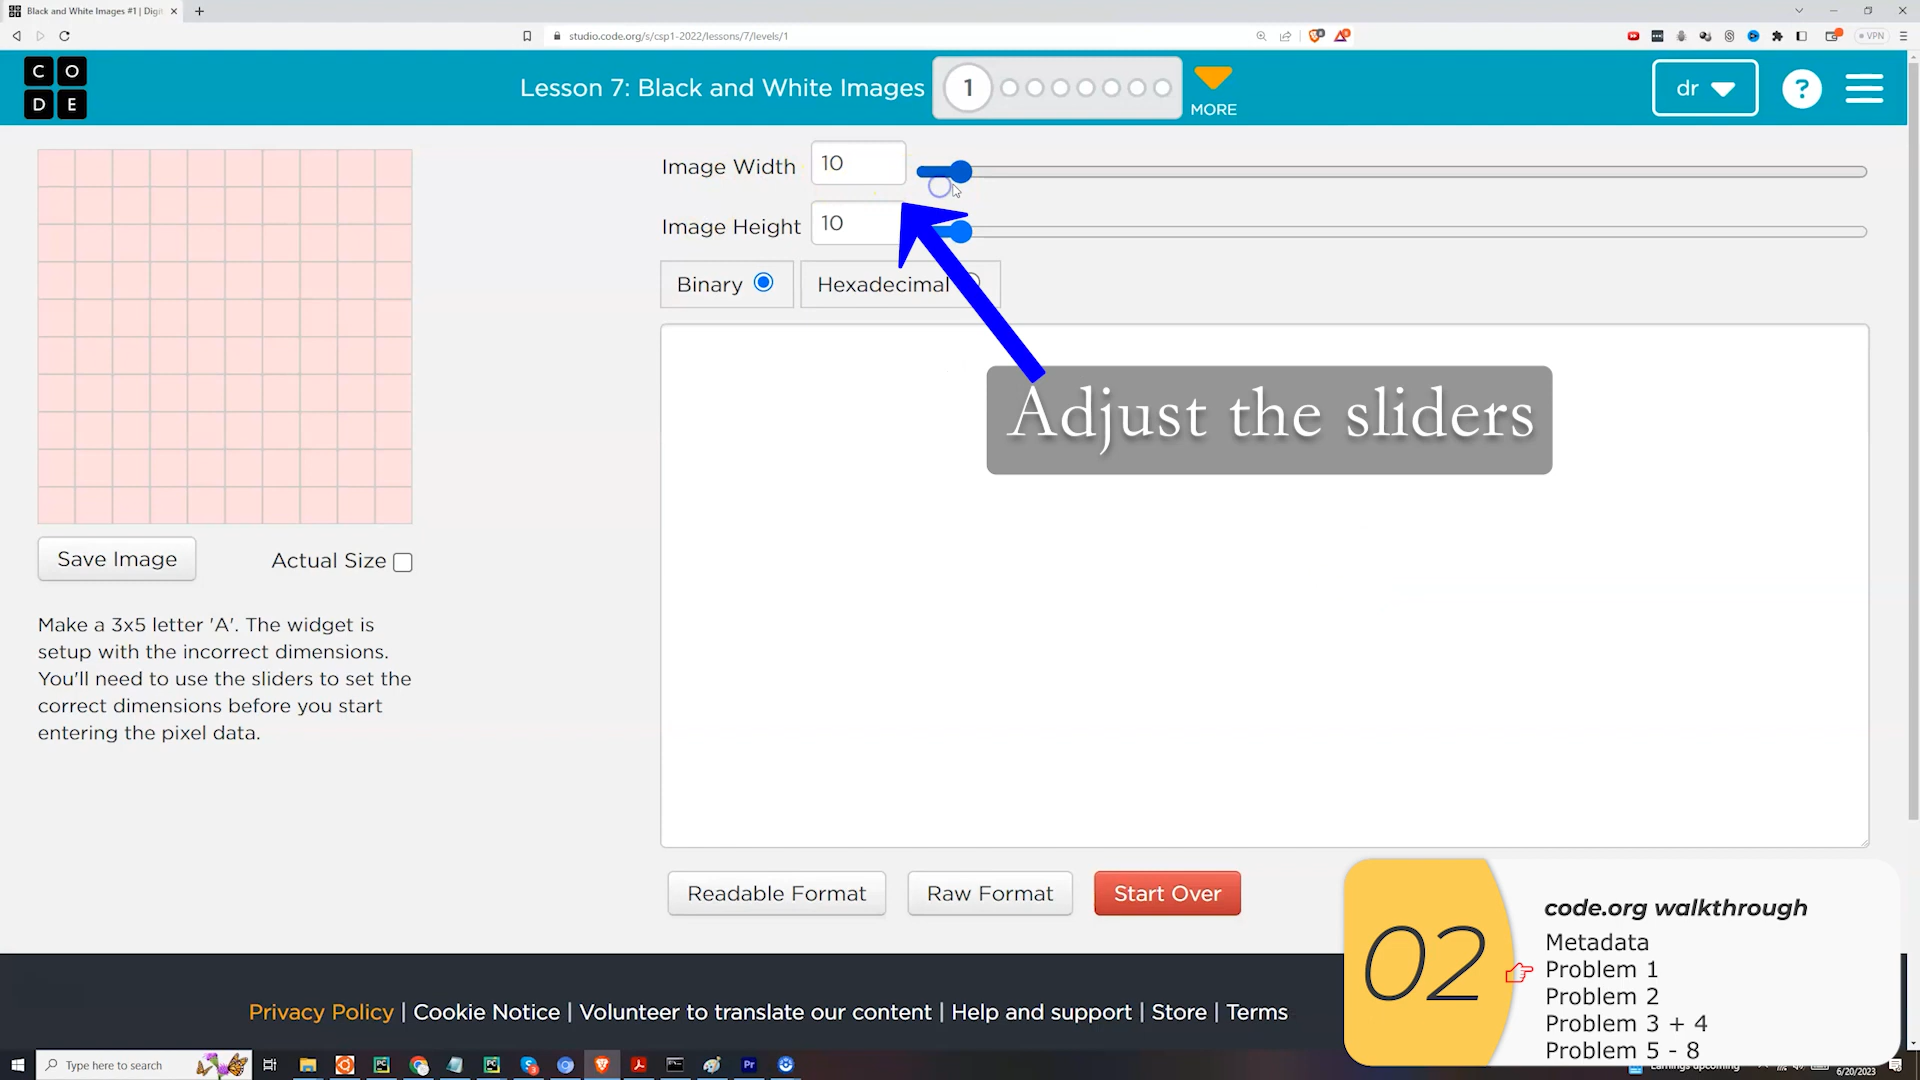 Black and White Images #1 | Digit
studio.code.org/s/csp1-2022/lessons/7/levels/1
VPN
C O
D E
Lesson 7: Black and White Images
1
MORE
dr
?
Image Width 10
Image Height 10
Binary
Hexadecimal
Adjust the sliders
Save Image
Actual Size
Make a 3x5 letter 'A'. The widget is
setup with the incorrect dimensions.
You'll need to use the sliders to set the
correct dimensions before you start
entering the pixel data.
Readable Format
Raw Format
Start Over
02
code.org walkthrough
Metadata
Problem 1
Problem 2
Problem 3 + 4
Problem 5 - 8
Privacy Policy | Cookie Notice | Volunteer to translate our content | Help and support | Store | Terms
Type here to search
Earnings upcoming
6/20/2023